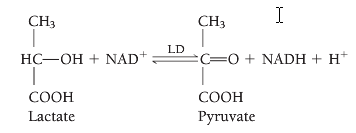 CH₃ CH₃
LD
HC—OH + NAD⁺ ⇌ C=O + NADH + H⁺
COOH COOH
Lactate Pyruvate